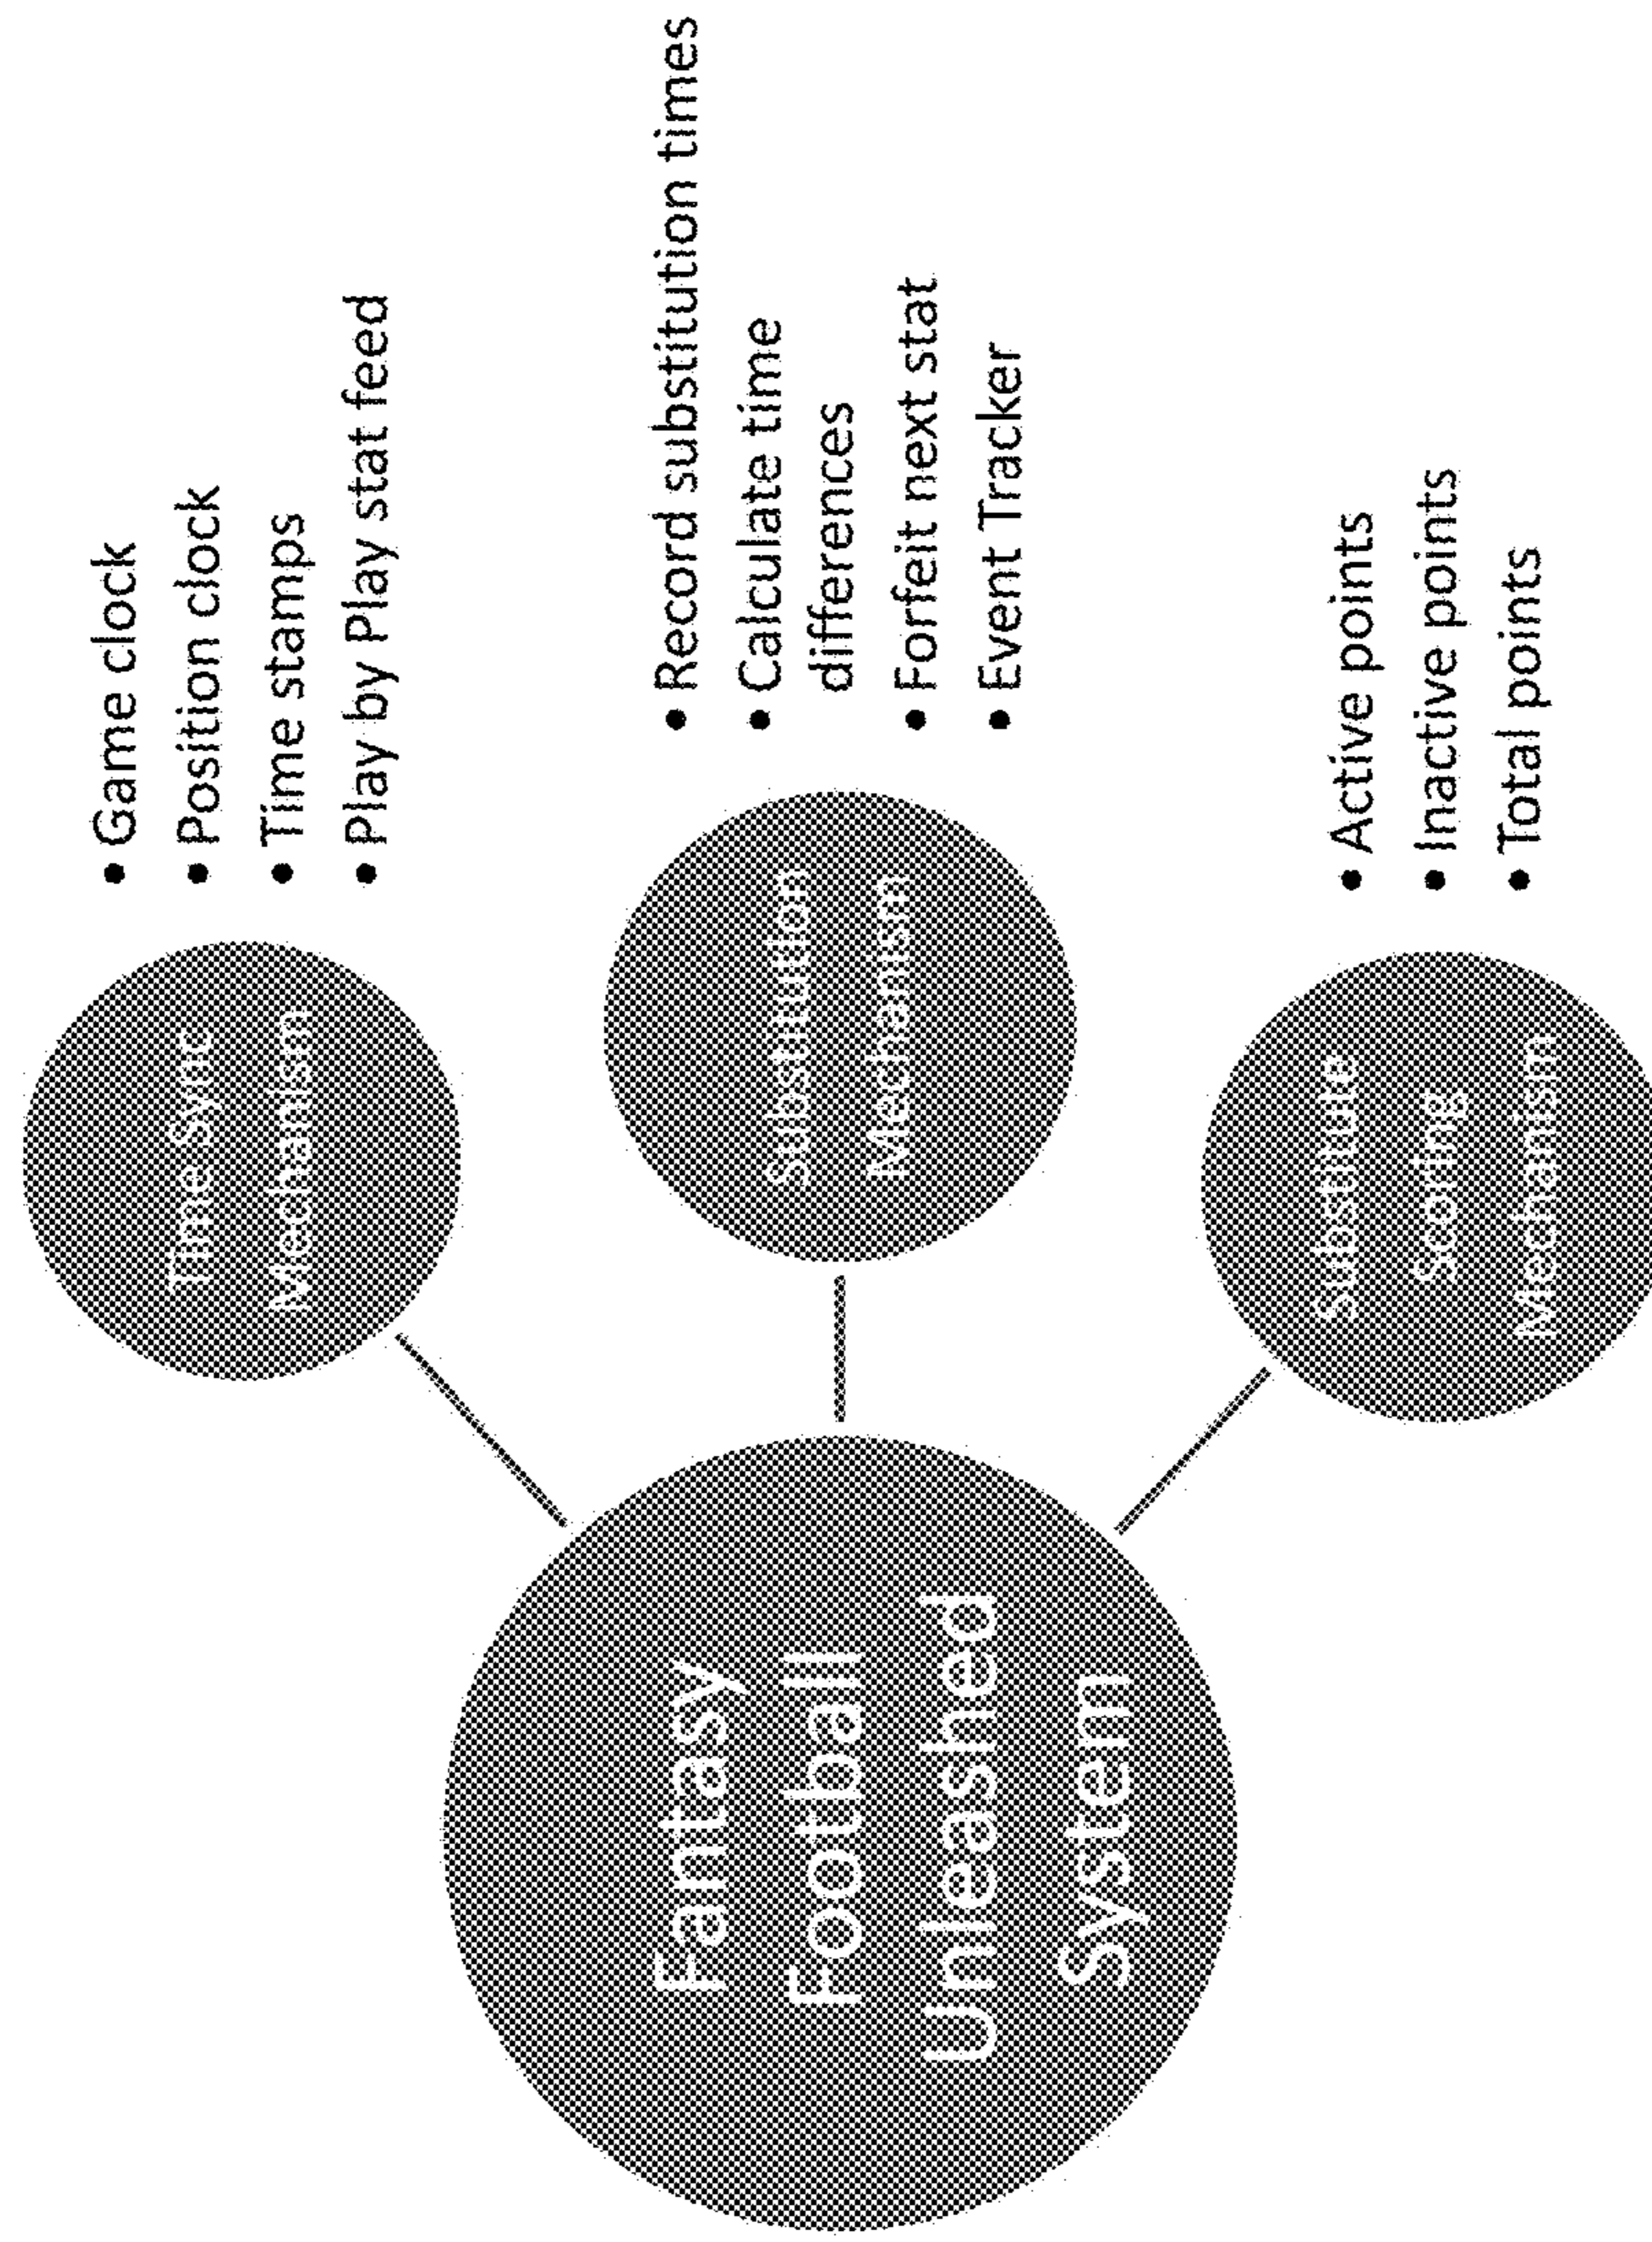 Fantasy
Football
Unleashed
System
Time Sync
Mechanism
• Game clock
• Position clock
• Time stamps
• Play by Play stat feed
Substitution
Mechanism
• Record substitution times
• Calculate time
differences
• Forfeit next stat
• Event Tracker
Substitute
Scoring
Mechanism
• Active points
• Inactive points
• Total points